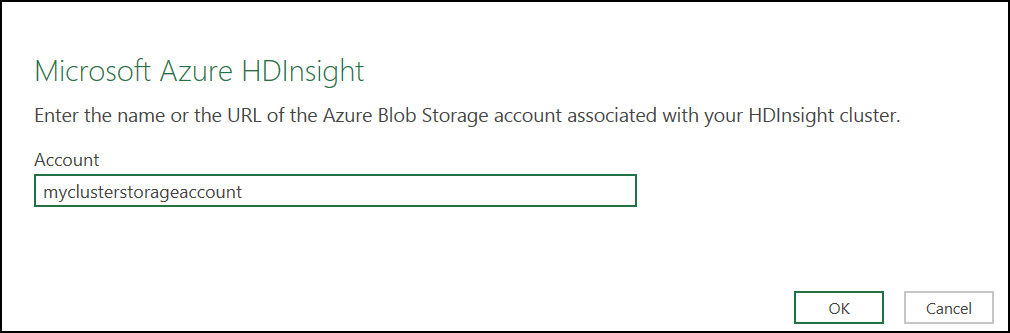 Microsoft Azure HDInsight
Enter the name or the URL of the Azure Blob Storage account associated with your HDInsight cluster.
Account
myclusterstorageaccount
OK
Cancel